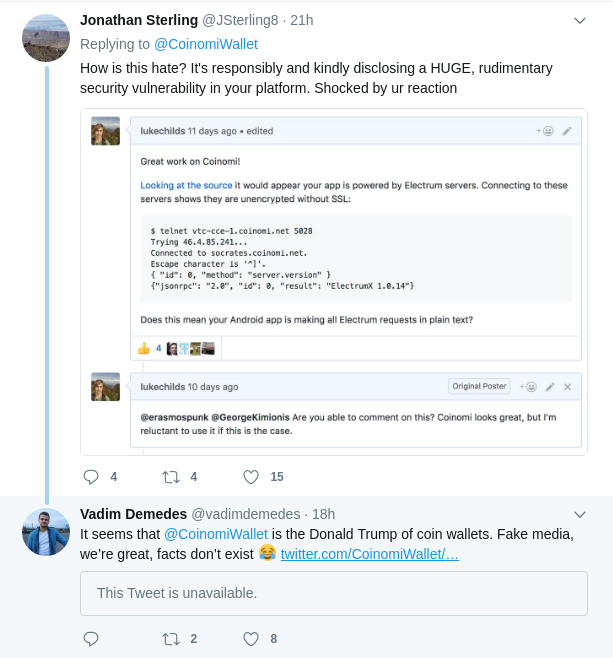 Jonathan Sterling @JSterling8 · 21h
Replying to @CoinomiWallet
How is this hate? It's responsibly and kindly disclosing a HUGE, rudimentary
security vulnerability in your platform. Shocked by ur reaction
lukechilds 11 days ago • edited
Great work on Coinomi!
Looking at the source it would appear your app is powered by Electrum servers. Connecting to these
servers shows they are unencrypted without SSL:
$ telnet vtc-cce-1.coinomi.net 5028
Trying 46.4.85.241...
Connected to socrates.coinomi.net.
Escape character is '^]'.
{ "id": 0, "method": "server.version" }
{"jsonrpc": "2.0", "id": 0, "result": "ElectrumX 1.0.14"}
Does this mean your Android app is making all Electrum requests in plain text?
👍 4
lukechilds 10 days ago Original Poster
@erasmospunk @GeorgeKimionis Are you able to comment on this? Coinomi looks great, but I'm
reluctant to use it if this is the case.
4 4 15
Vadim Demedes @vadimdemedes · 18h
It seems that @CoinomiWallet is the Donald Trump of coin wallets. Fake media,
we're great, facts don't exist 😂 twitter.com/CoinomiWallet/…
This Tweet is unavailable.
2 8